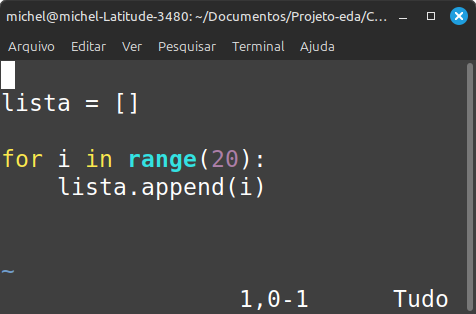 michel@michel-Latitude-3480: ~/Documentos/Projeto-eda/C...
Arquivo Editar Ver Pesquisar Terminal Ajuda
lista = []
for i in range(20):
    lista.append(i)
~
1,0-1 Tudo